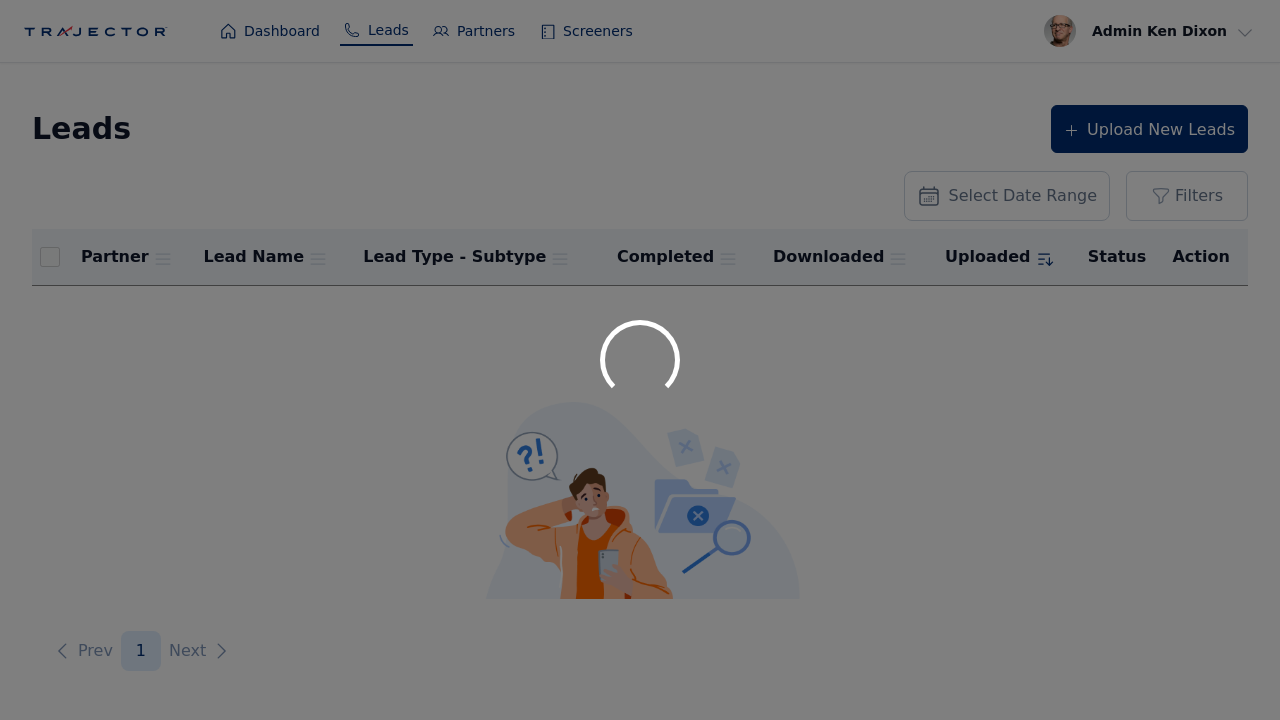 TRAJECTOR
Dashboard
Leads
Partners
Screeners
Admin Ken Dixon
Leads
Upload New Leads
Select Date Range
Filters
Partner
Lead Name
Lead Type - Subtype
Completed
Downloaded
Uploaded
Status
Action
?!
Prev
1
Next